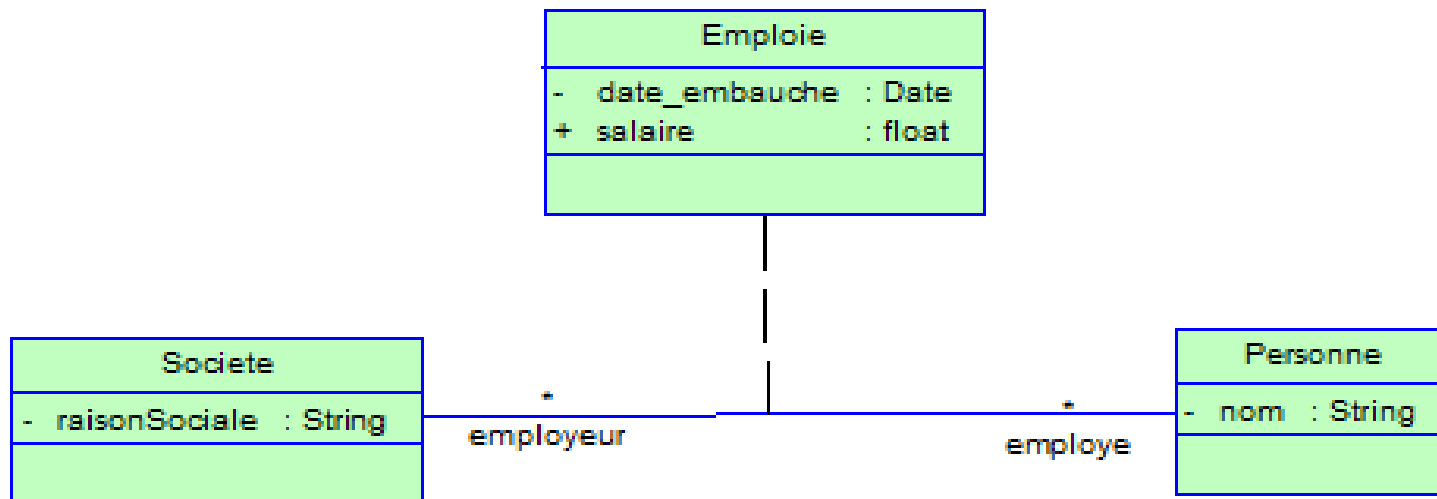 Emploie
- date_embauche : Date
+ salaire : float
Societe
- raisonSociale : String
*
employeur
*
employe
Personne
- nom : String